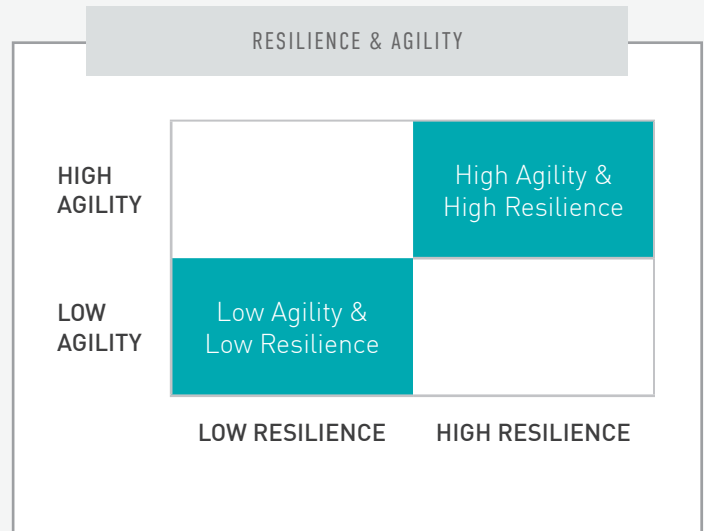 RESILIENCE & AGILITY
HIGH
AGILITY
High Agility &
High Resilience
LOW
AGILITY
Low Agility &
Low Resilience
LOW RESILIENCE
HIGH RESILIENCE